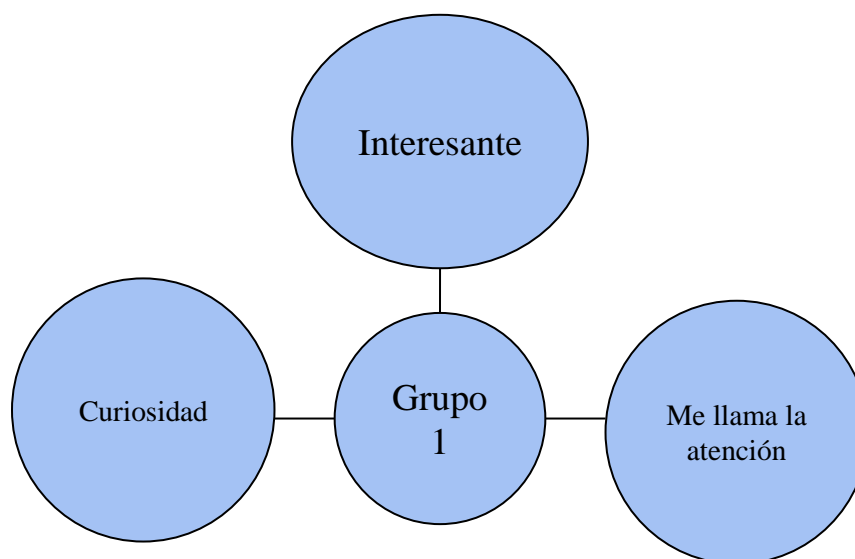 Interesante
Curiosidad
Grupo
1
Me llama la
atención